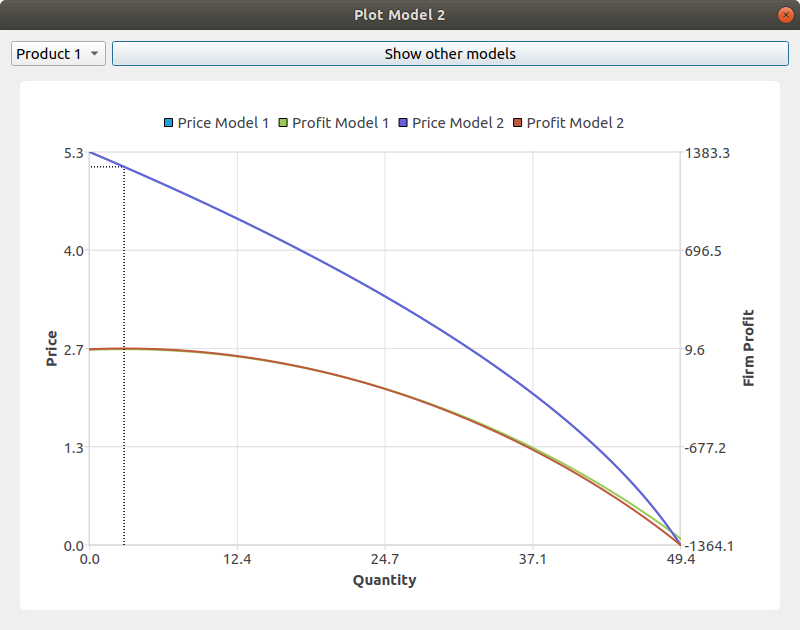 Plot Model 2
Product 1 Show other models
Price Model 1 Profit Model 1 Price Model 2 Profit Model 2
5.3 1383.3
4.0 696.5
2.7 9.6
1.3 -677.2
0.0 -1364.1
Price
Firm Profit
0.0 12.4 24.7 37.1 49.4
Quantity